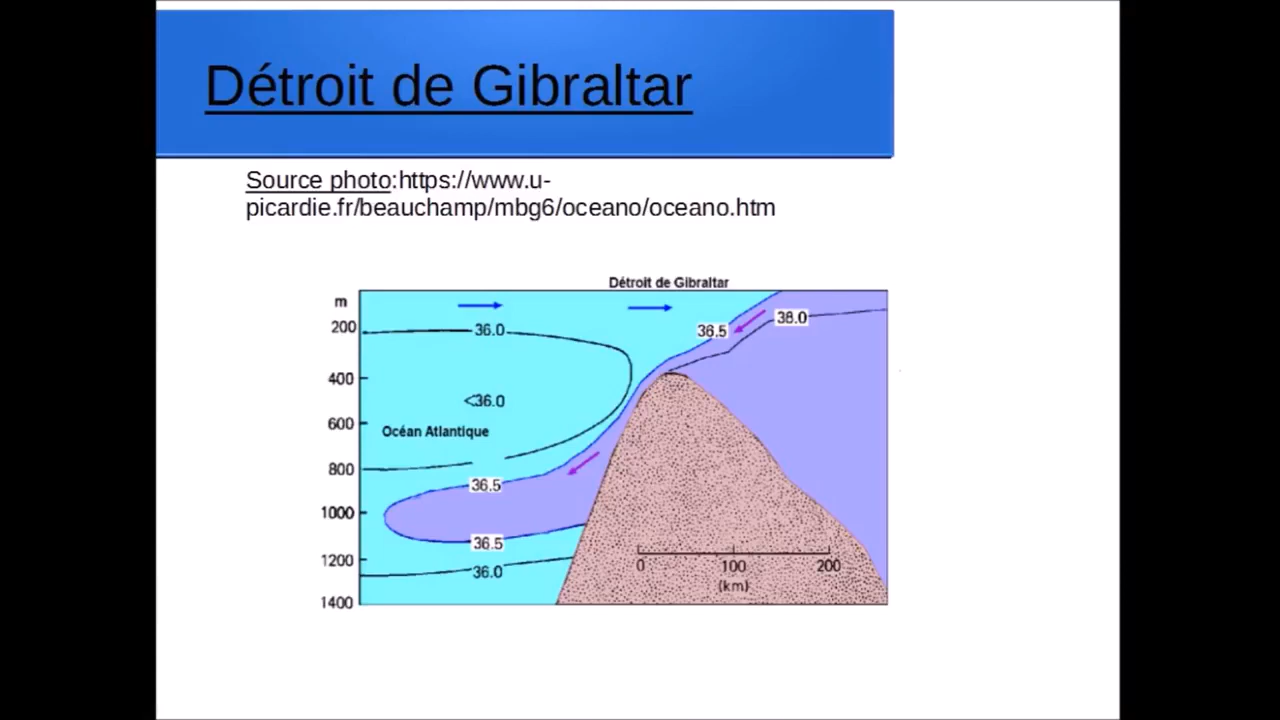 Détroit de Gibraltar
Source photo:https://www.u-
picardie.fr/beauchamp/mbg6/oceano/oceano.htm
Détroit de Gibraltar
m
200
400
600
800
1000
1200
1400
36.0
<36.0
Océan Atlantique
36.5
36.5
36.0
36.5
38.0
0
100
200
(km)